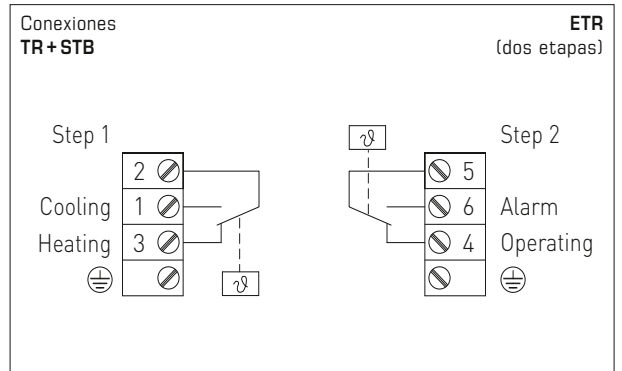 Conexiones
TR+STB
ETR
(dos etapas)
Step 1
2
Cooling 1
Heating 3
ϑ
ϑ
Step 2
5
6 Alarm
4 Operating